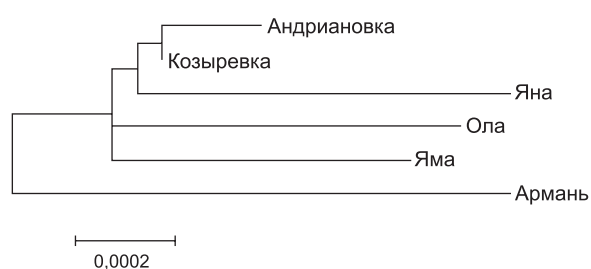 Андриановка
Козыревка
Яна
Ола
Яма
Армань
0,0002